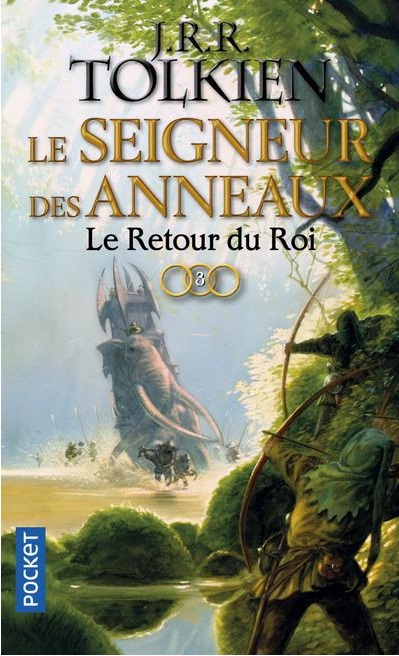 J.R.R.
TOLKIEN
LE SEIGNEUR
DES ANNEAUX
Le Retour du Roi
3
POCKET